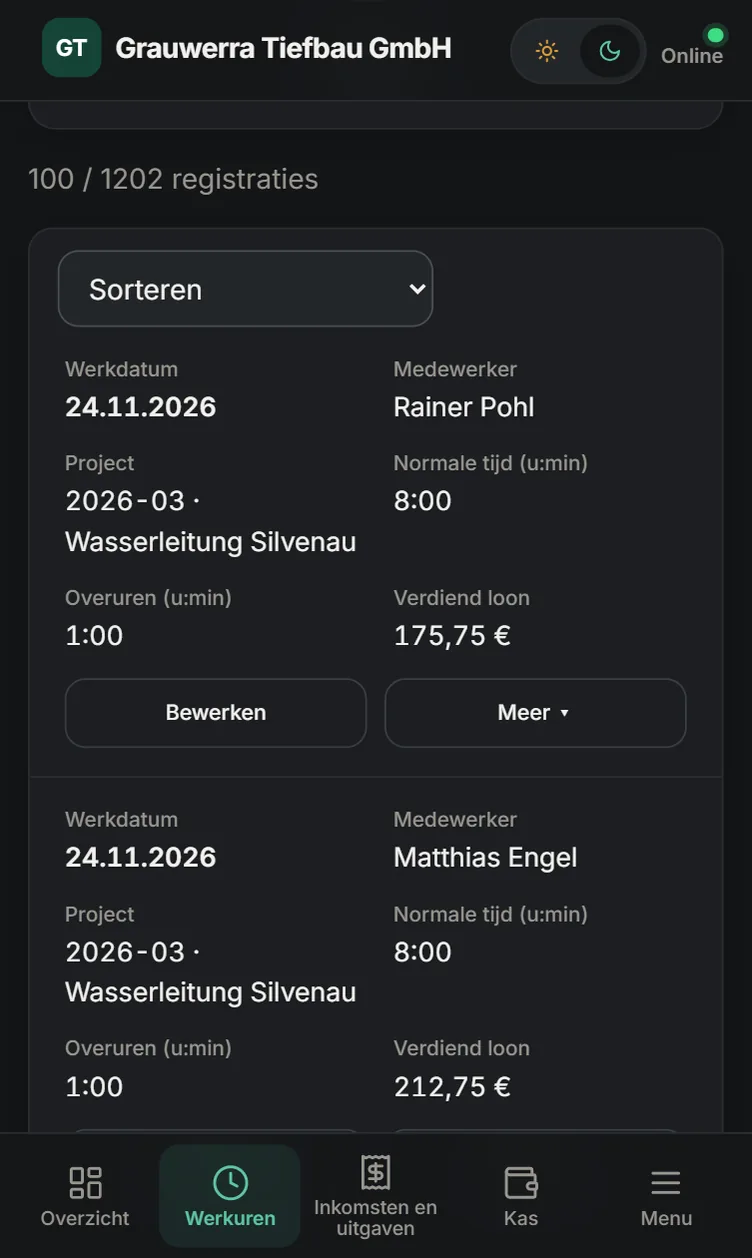 GT Grauwerra Tiefbau GmbH
Online
100 / 1202 registraties
Sorteren
Werkdatum Medewerker
24.11.2026 Rainer Pohl
Project Normale tijd (u:min)
2026-03 · 8:00
Wasserleitung Silvenau
Overuren (u:min) Verdiend loon
1:00 175,75 €
Bewerken Meer ▾
Werkdatum Medewerker
24.11.2026 Matthias Engel
Project Normale tijd (u:min)
2026-03 · 8:00
Wasserleitung Silvenau
Overuren (u:min) Verdiend loon
1:00 212,75 €
Overzicht Werkuren Inkomsten en uitgaven Kas Menu